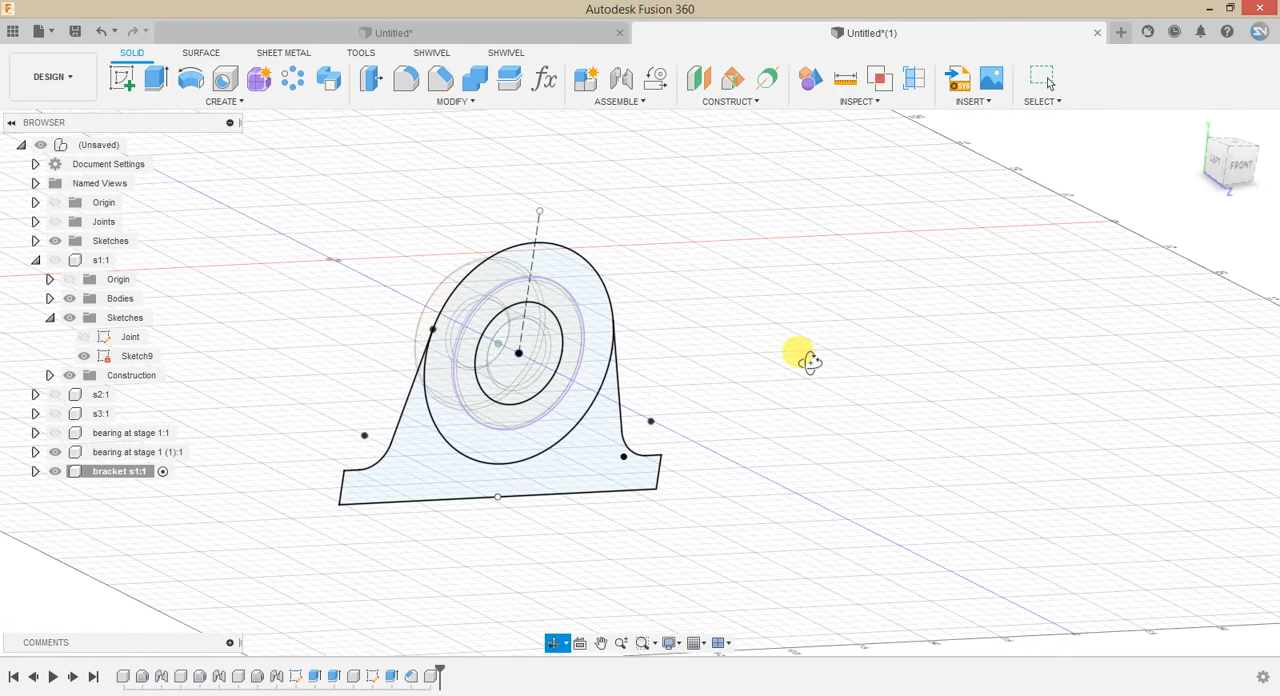 Autodesk Fusion 360
Untitled*
Untitled*(1)
SV
DESIGN
SOLID
SURFACE
SHEET METAL
TOOLS
SHWIVEL
SHWIVEL
fx
CREATE
MODIFY
ASSEMBLE
CONSTRUCT
INSPECT
INSERT
SELECT
BROWSER
(Unsaved)
Document Settings
Named Views
Origin
Joints
Sketches
s1:1
Origin
Bodies
Sketches
Joint
Sketch9
Construction
s2:1
s3:1
bearing at stage 1:1
bearing at stage 1 (1):1
bracket s1:1
Y
LEFT
FRONT
Z
COMMENTS